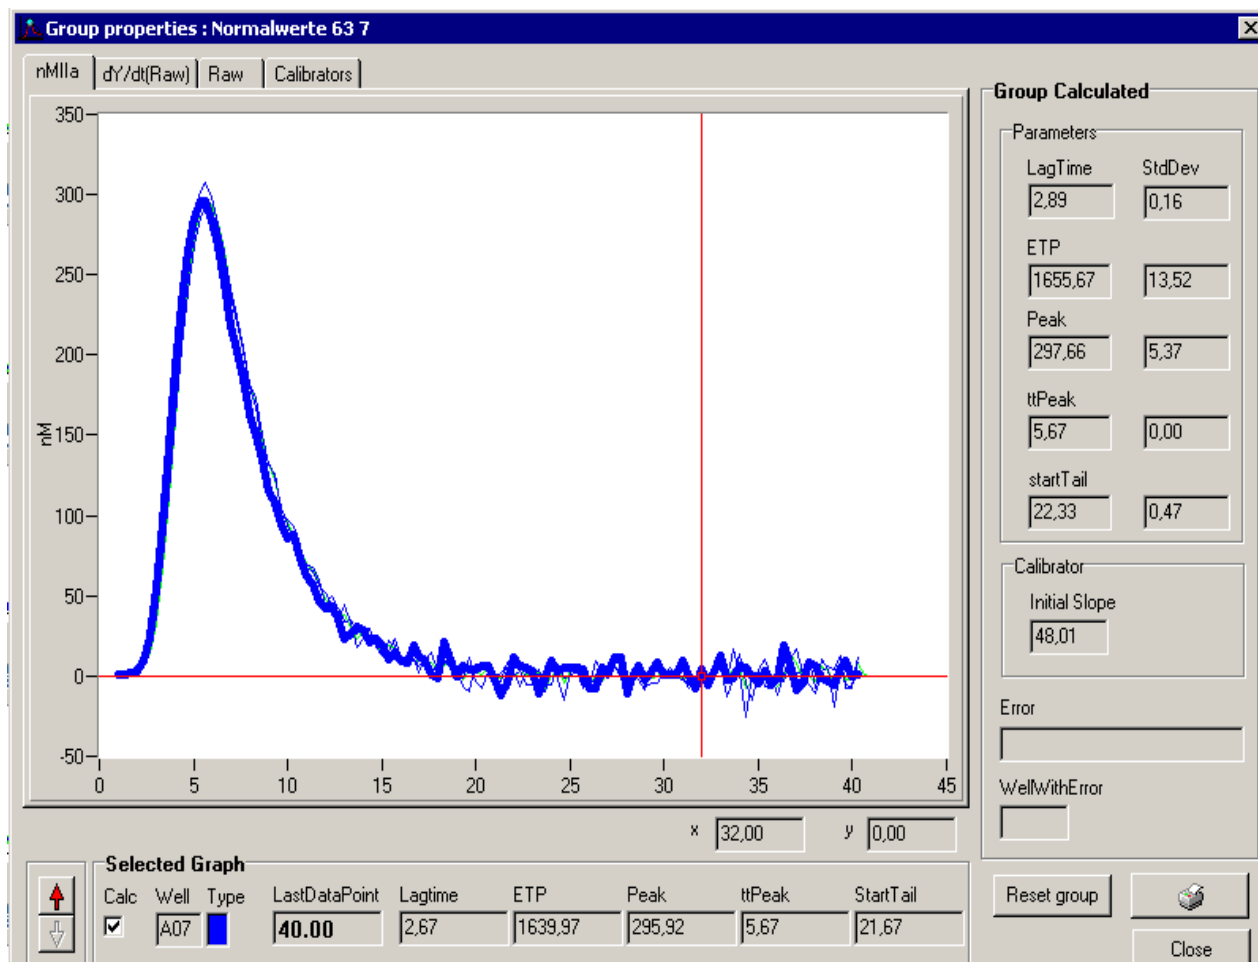 Group properties : Normalwerte 63 7
nMIIa dY/dt(Raw) Raw Calibrators
350
300
250
200
150
100
50
0
-50
nM
0 5 10 15 20 25 30 35 40 45
x 32,00 y 0,00
Group Calculated
Parameters
LagTime StdDev
2,89 0,16
ETP
1655,67 13,52
Peak
297,66 5,37
ttPeak
5,67 0,00
startTail
22,33 0,47
Calibrator
Initial Slope
48,01
Error
WellWithError
Selected Graph
Calc Well Type LastDataPoint Lagtime ETP Peak ttPeak StartTail
A07 40.00 2,67 1639,97 295,92 5,67 21,67
Reset group
Close